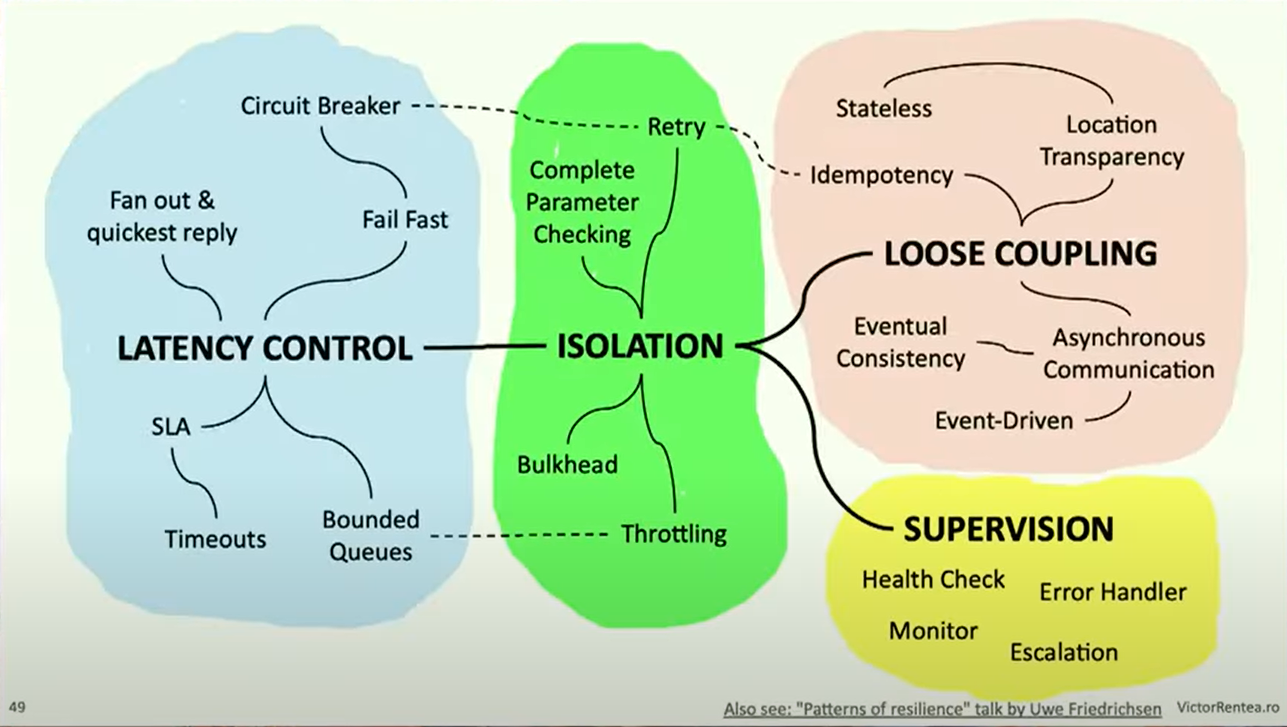 Circuit Breaker
Fan out &
quickest reply
Fail Fast
LATENCY CONTROL
SLA
Timeouts
Bounded
Queues
Retry
Complete
Parameter
Checking
ISOLATION
Bulkhead
Throttling
Stateless
Location
Transparency
Idempotency
LOOSE COUPLING
Eventual
Consistency
Asynchronous
Communication
Event-Driven
SUPERVISION
Health Check
Error Handler
Monitor
Escalation
49
Also see: "Patterns of resilience" talk by Uwe Friedrichsen
VictorRentea.ro